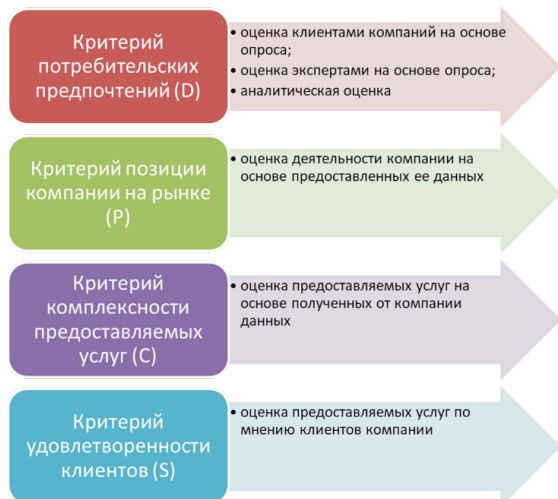 Критерий
потребительских
предпочтений (D)
• оценка клиентами компаний на основе
опроса;
• оценка экспертами на основе опроса;
• аналитическая оценка
Критерий позиции
компании на рынке
(P)
• оценка деятельности компании на
основе предоставленных ее данных
Критерий
комплексности
предоставляемых
услуг (C)
• оценка предоставляемых услуг на
основе полученных от компании
данных
Критерий
удовлетворенности
клиентов (S)
• оценка предоставляемых услуг по
мнению клиентов компании